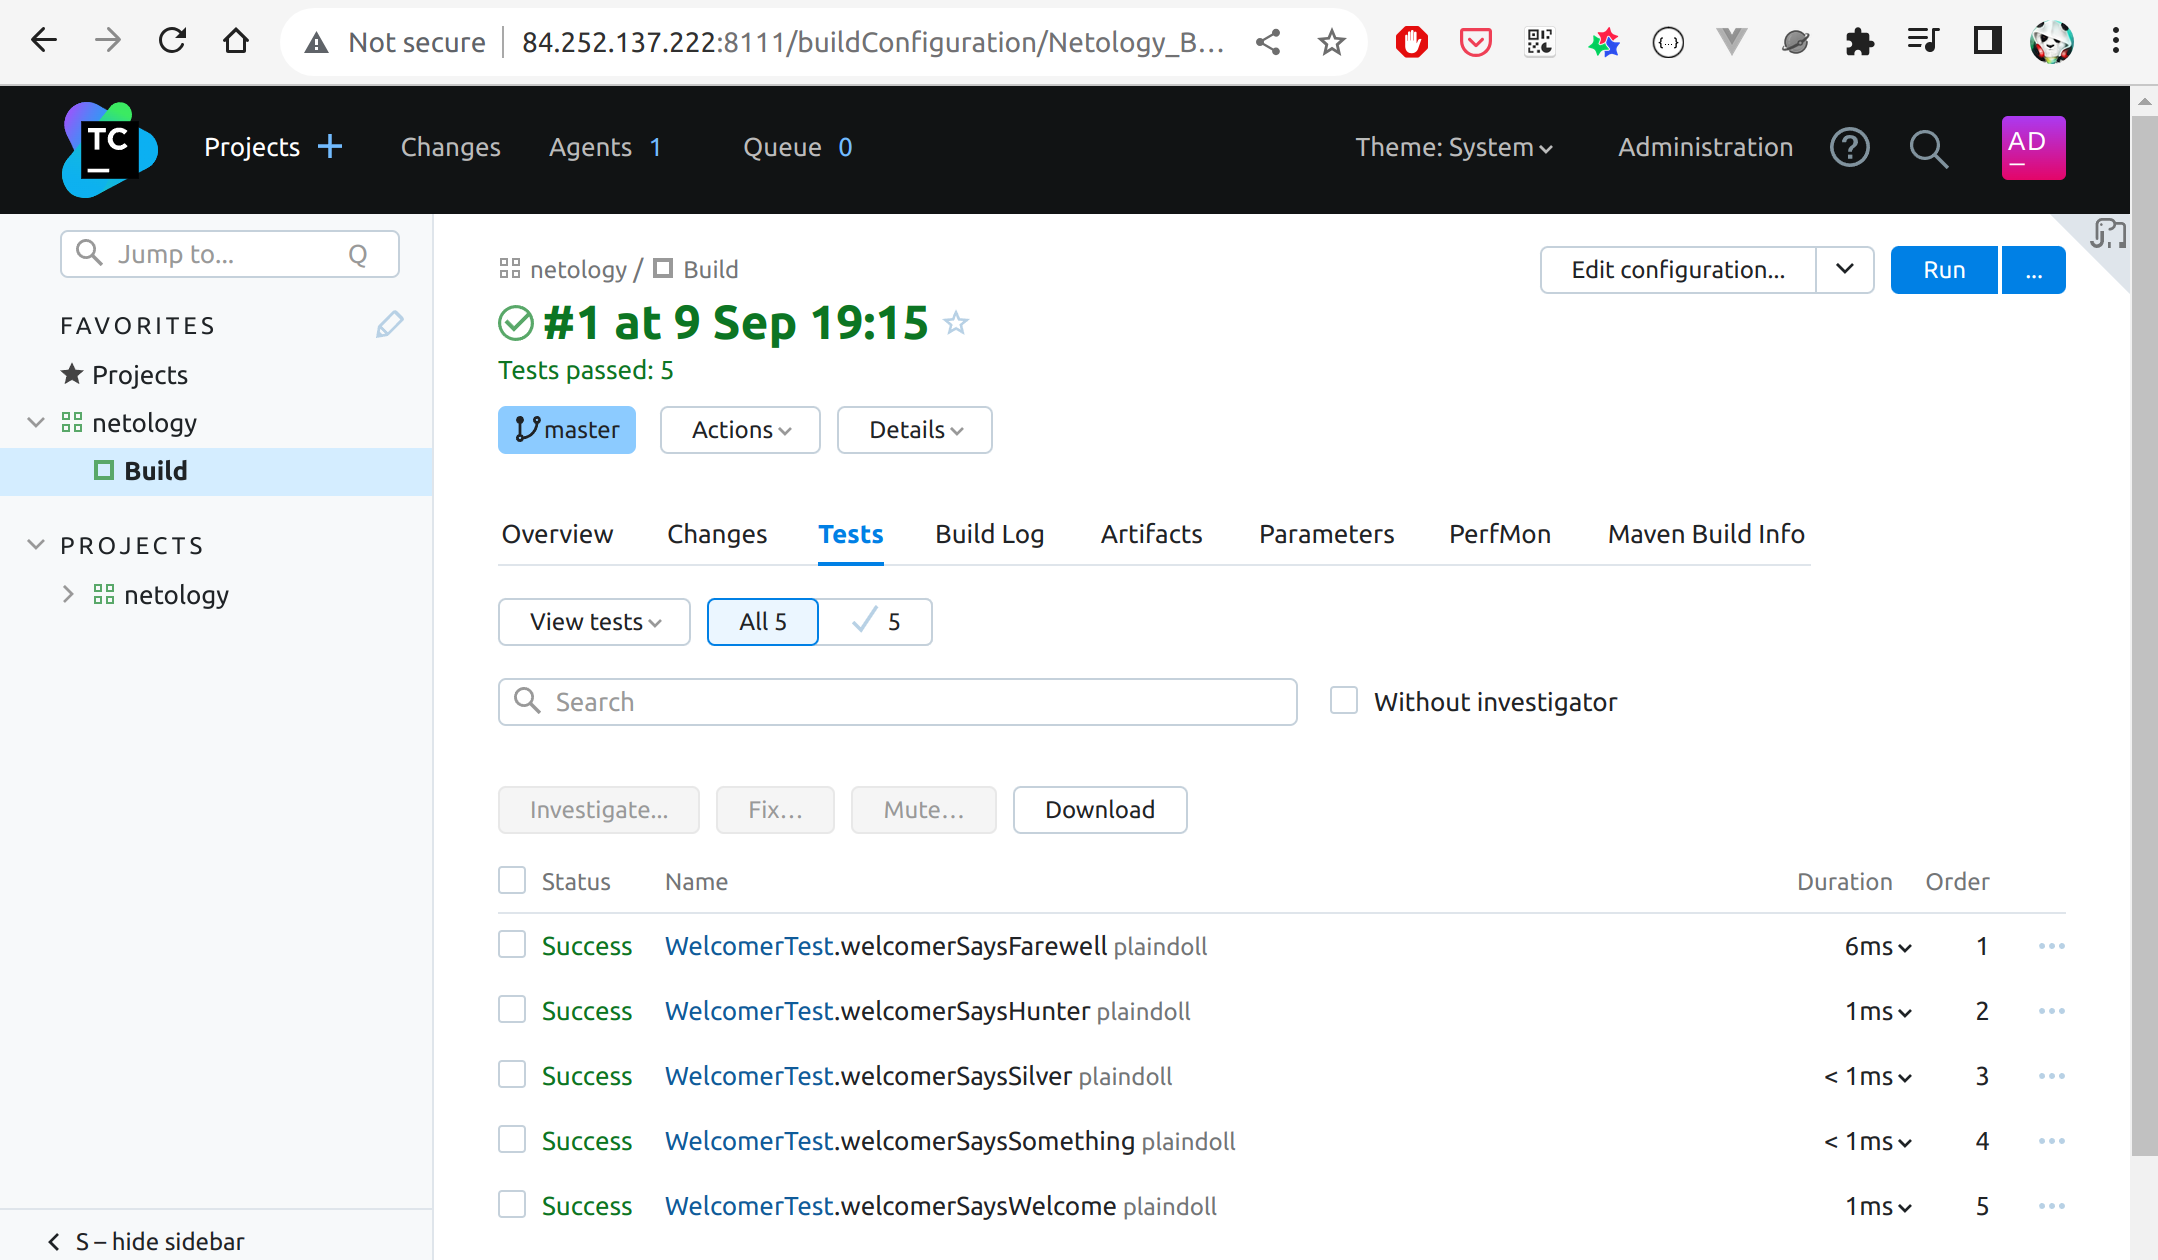 Not secure 84.252.137.222:8111/buildConfiguration/Netology_B...
TC
Projects Changes Agents 1 Queue 0 Theme: System Administration ? AD
Jump to... Q
FAVORITES
Projects
netology
Build
PROJECTS
netology
S – hide sidebar
netology / Build
Edit configuration... Run ...
#1 at 9 Sep 19:15
Tests passed: 5
master Actions Details
Overview Changes Tests Build Log Artifacts Parameters PerfMon Maven Build Info
View tests All 5 5
Search Without investigator
Investigate... Fix... Mute... Download
Status Name Duration Order
Success WelcomerTest.welcomerSaysFarewell plaindoll 6ms 1
Success WelcomerTest.welcomerSaysHunter plaindoll 1ms 2
Success WelcomerTest.welcomerSaysSilver plaindoll < 1ms 3
Success WelcomerTest.welcomerSaysSomething plaindoll < 1ms 4
Success WelcomerTest.welcomerSaysWelcome plaindoll 1ms 5